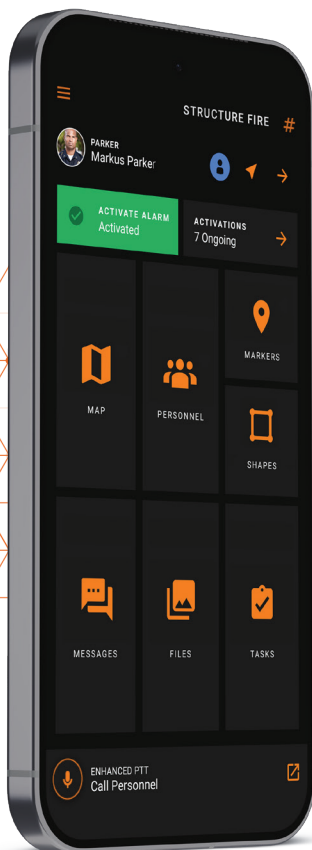 STRUCTURE FIRE #
PARKER
Markus Parker
ACTIVATE ALARM
Activated
ACTIVATIONS
7 Ongoing
MAP
PERSONNEL
MARKERS
SHAPES
MESSAGES
FILES
TASKS
ENHANCED PTT
Call Personnel